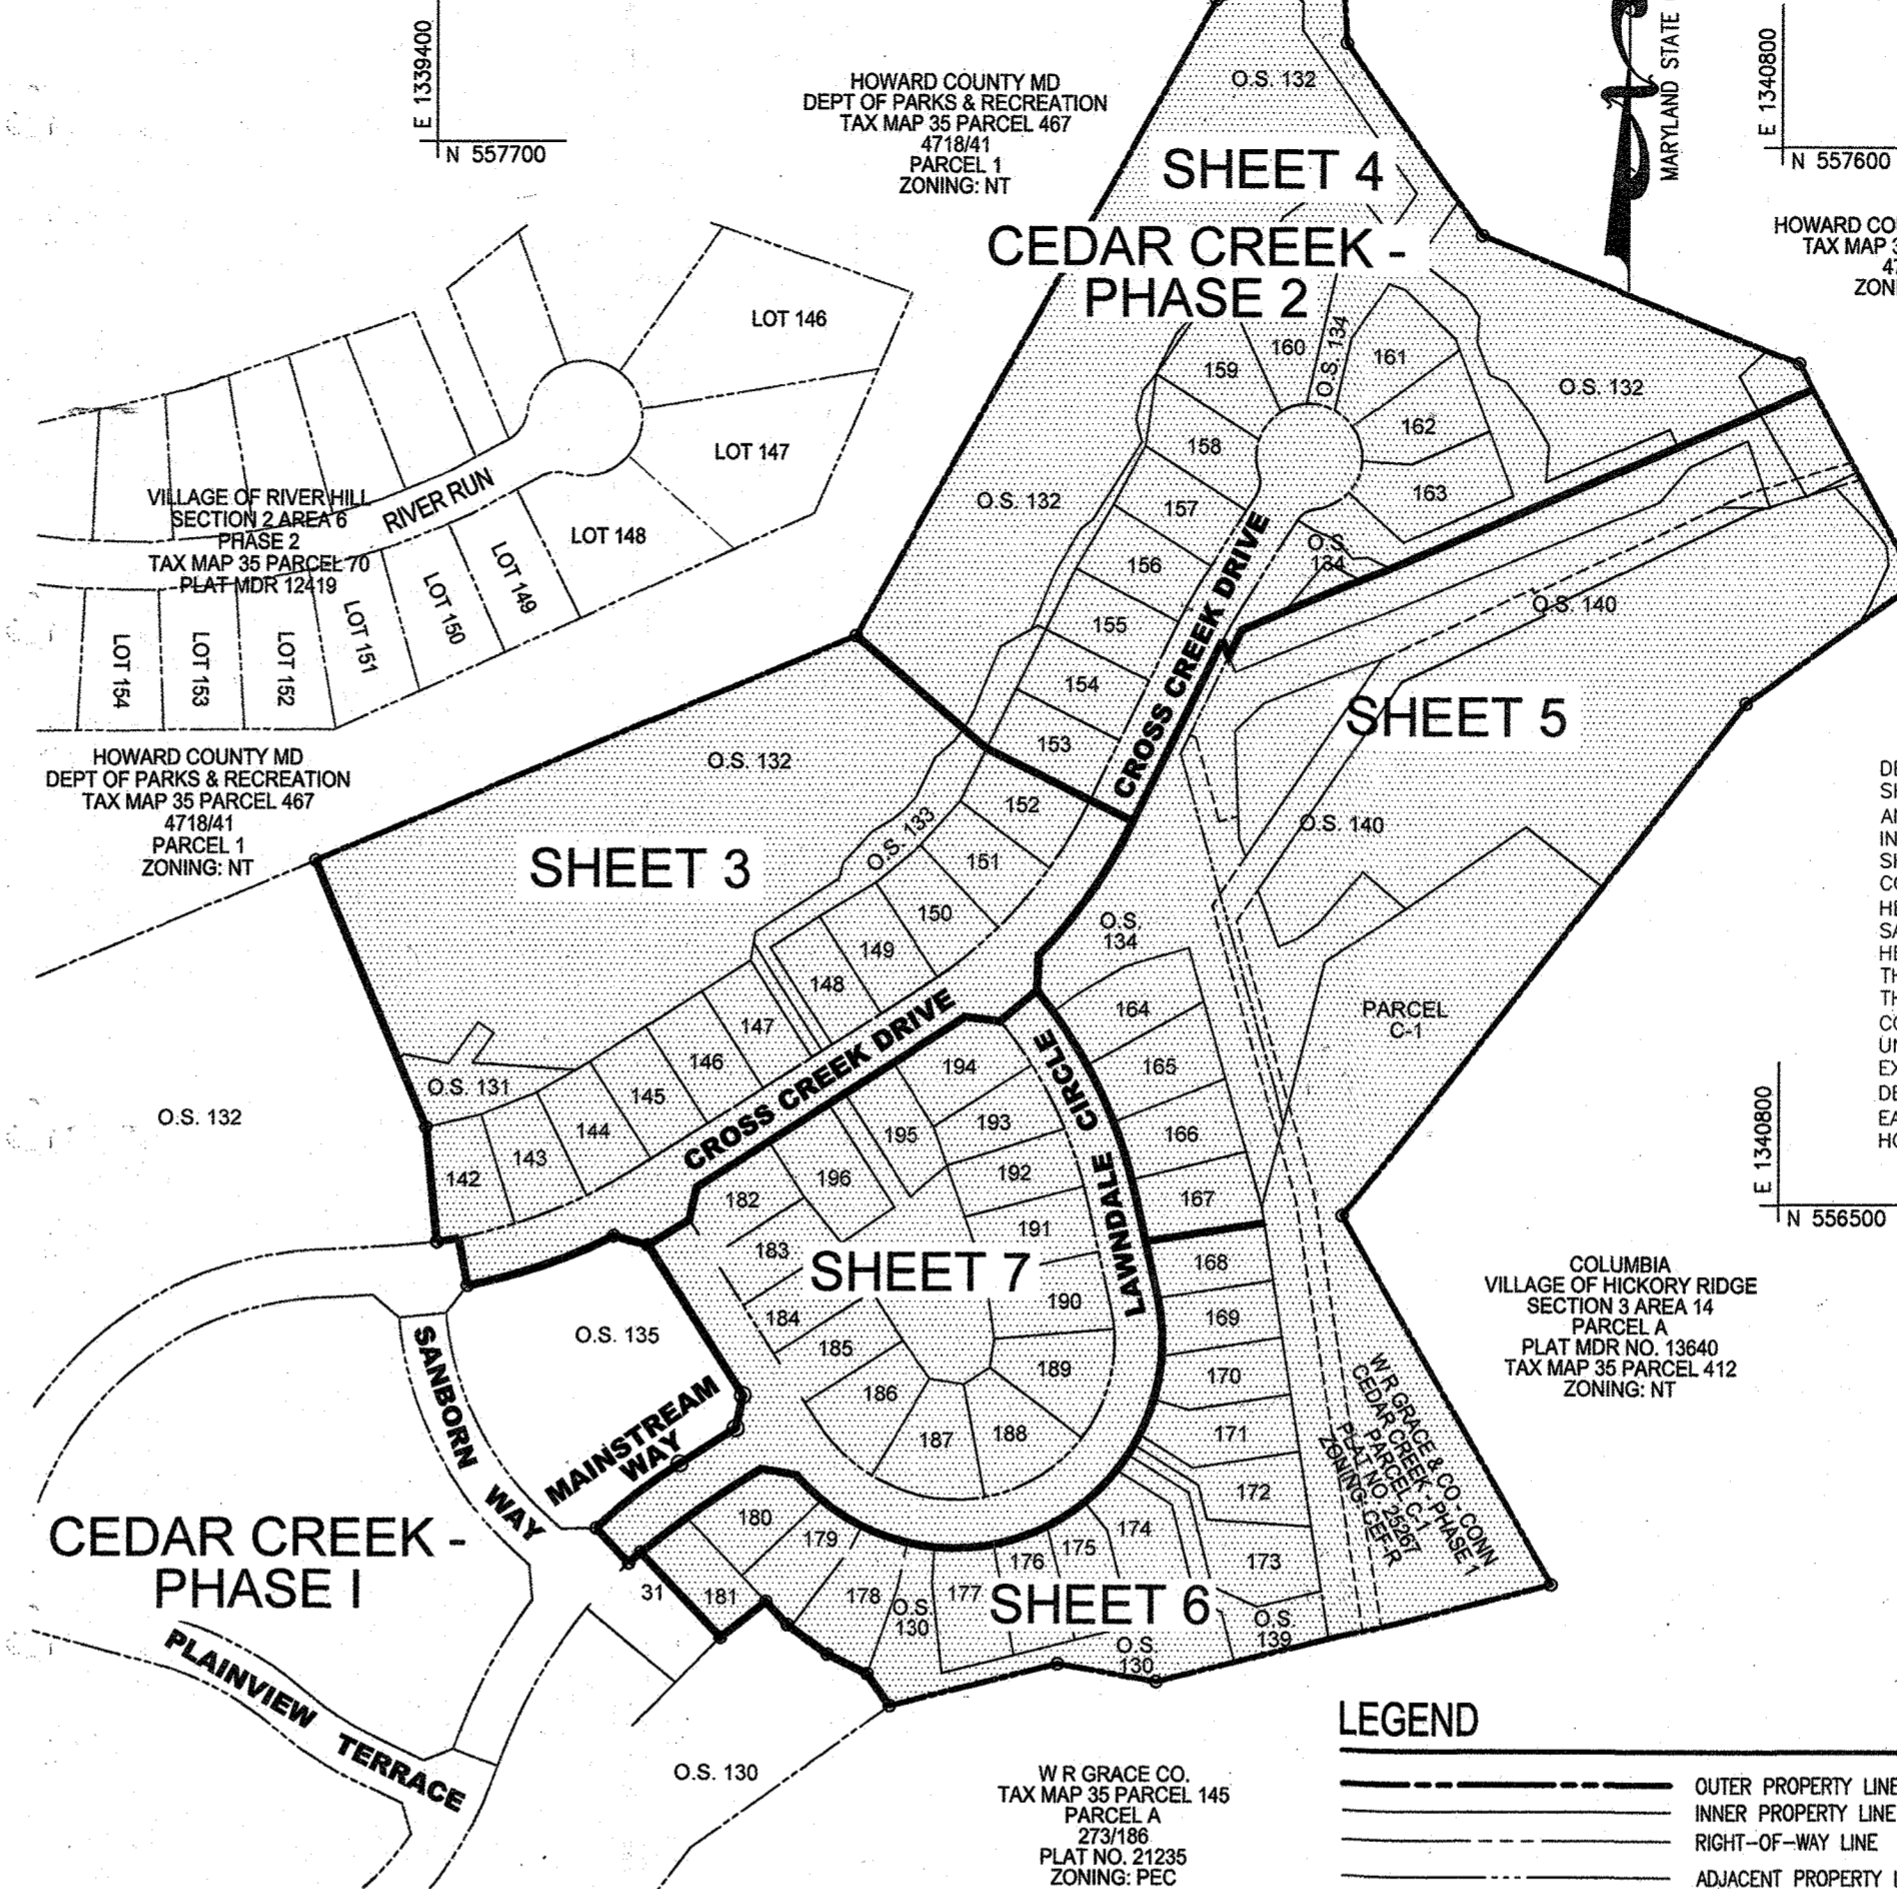 E 1339400
N 557700
HOWARD COUNTY MD
DEPT OF PARKS & RECREATION
TAX MAP 35 PARCEL 467
4718/41
PARCEL 1
ZONING: NT
O.S. 132
SHEET 4
CEDAR CREEK -
PHASE 2
MARYLAND STATE
E 1340800
N 557600
HOWARD CO
TAX MAP 3
47
ZONI
LOT 146
LOT 147
LOT 148
LOT 149
LOT 150
LOT 151
LOT 152
LOT 153
LOT 154
RIVER RUN
VILLAGE OF RIVER HILL
SECTION 2 AREA 6
PHASE 2
TAX MAP 35 PARCEL 70
PLAT MDR 12419
160
O.S. 134
161
159
O.S. 132
162
158
163
O.S. 132
157
O.S.
134
156
O.S. 140
155
154
153
CROSS CREEK DRIVE
SHEET 5
HOWARD COUNTY MD
DEPT OF PARKS & RECREATION
TAX MAP 35 PARCEL 467
4718/41
PARCEL 1
ZONING: NT
O.S. 132
152
O.S. 133
O.S. 140
SHEET 3
151
150
149
148
147
146
145
144
143
142
O.S. 131
O.S. 132
O.S.
134
PARCEL
C-1
164
165
166
167
CROSS CREEK DRIVE
LAWNDALE CIRCLE
194
193
195
192
196
182
191
183
SHEET 7
190
184
185
189
186
187
188
168
169
170
171
172
173
E 1340800
N 556500
COLUMBIA
VILLAGE OF HICKORY RIDGE
SECTION 3 AREA 14
PARCEL A
PLAT MDR NO. 13640
TAX MAP 35 PARCEL 412
ZONING: NT
O.S. 135
SANBORN WAY
MAINSTREAM
WAY
W R GRACE & CO - CONN
CEDAR CREEK - PHASE 1
PARCEL C-1
PLAT NO. 25267
ZONING: CEF-R
CEDAR CREEK -
PHASE I
180
179
174
175
176
31
181
178
O.S.
130
177
SHEET 6
O.S.
139
O.S.
130
PLAINVIEW TERRACE
O.S. 130
W R GRACE CO.
TAX MAP 35 PARCEL 145
PARCEL A
273/186
PLAT NO. 21235
ZONING: PEC
LEGEND
OUTER PROPERTY LINE
INNER PROPERTY LINE
RIGHT-OF-WAY LINE
ADJACENT PROPERTY